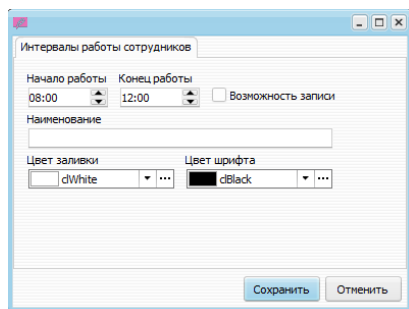 Интервалы работы сотрудников
Начало работы Конец работы
08:00 12:00 Возможность записи
Наименование
Цвет заливки Цвет шрифта
clWhite clBlack
Сохранить Отменить